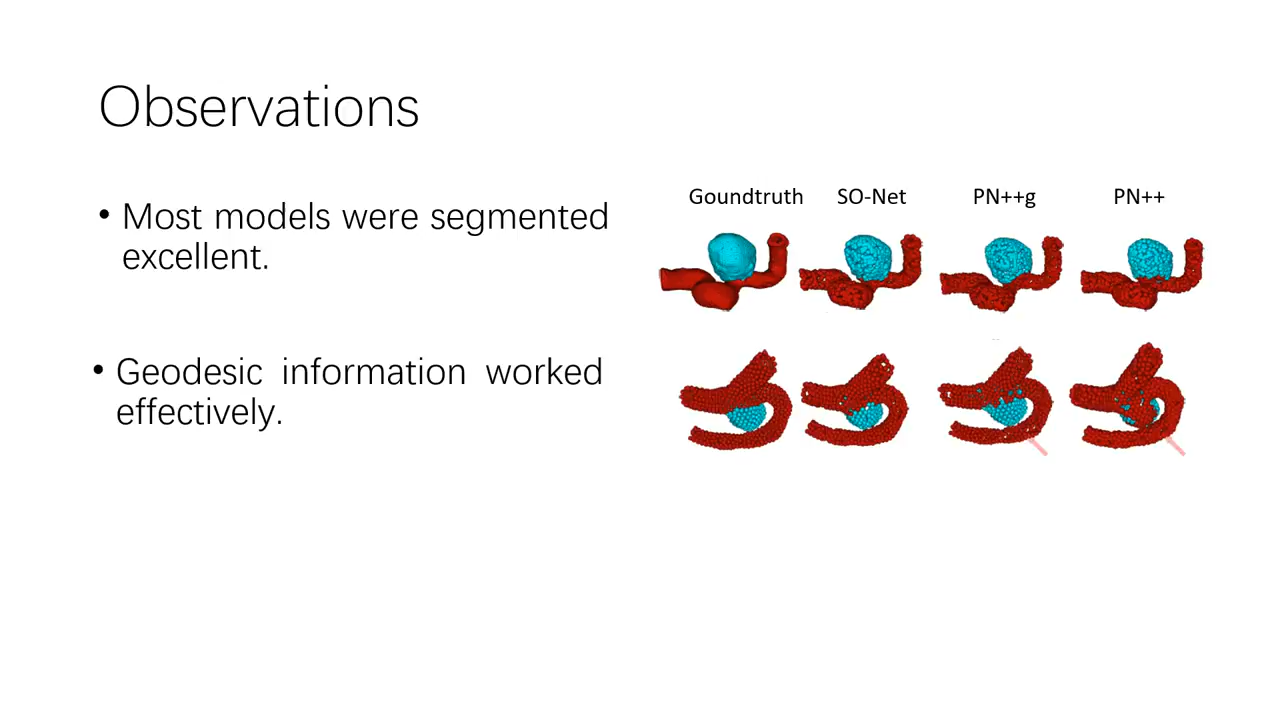 Observations
• Most models were segmented
excellent.
• Geodesic information worked
effectively.
Goundtruth SO-Net PN++g PN++